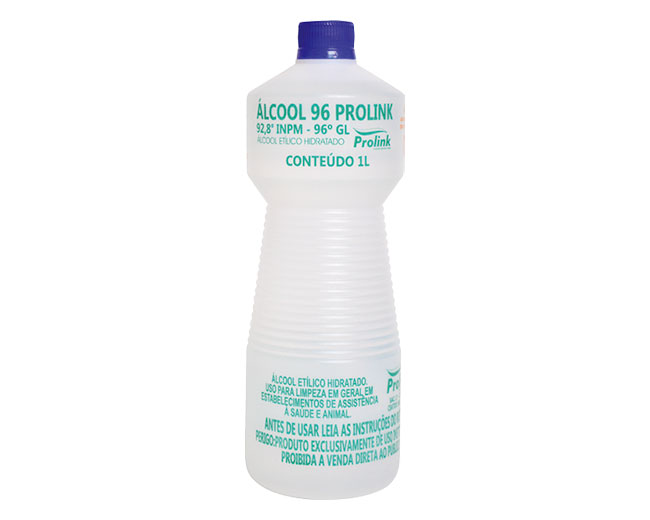 ÁLCOOL 96 PROLINK
92,8° INPM - 96º GL
ÁLCOOL ETÍLICO HIDRATADO
Prolink
CONTEÚDO 1L
ÁLCOOL ETÍLICO HIDRATADO.
USO PARA LIMPEZA EM GERAL EM
ESTABELECIMENTOS DE ASSISTÊNCIA
À SAÚDE E ANIMAL.
ANTES DE USAR LEIA AS INSTRUÇÕES DO
PERIGO:PRODUTO EXCLUSIVAMENTE DE USO
PROIBIDA A VENDA DIRETA AO